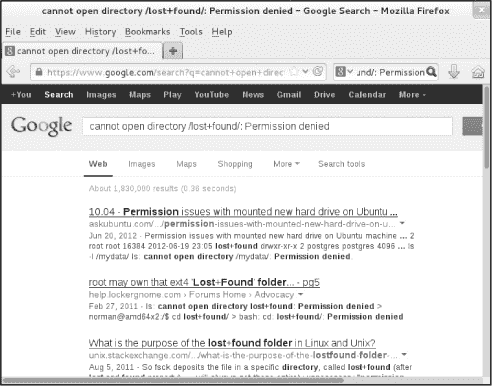 cannot open directory /lost+found/: Permission denied - Google Search - Mozilla Firefox
File Edit View History Bookmarks Tools Help
cannot open directory /lost+fo...
https://www.google.com/search?q=cannot+open+direc
und/: Permission
+You Search Images Maps Play YouTube News Gmail Drive Calendar More
Google cannot open directory /lost+found/: Permission denied
Web Images Maps Shopping More Search tools
About 1,830,000 results (0.38 seconds)
10.04 - Permission issues with mounted new hard drive on Ubuntu ...
askubuntu.com/.../permission-issues-with-mounted-new-hard-drive-on-u...
Jun 20, 2012 - Permission issues with mounted new hard drive on Ubuntu machine ... 2
root root 16384 2012-06-19 23:05 lost+found drwxr-xr-x 2 postgres postgres 4096 ... ls
-l /mydata/ ls: cannot open directory /mydata/: Permission denied.
root may own that ext4 'Lost+Found' folder... - pg5
help.lockergnome.com › Forums Home › Advocacy
Feb 27, 2011 - ls: cannot open directory lost+found: Permission denied >
norman@amd64x2:/$ cd lost+found/ > bash: cd: lost+found/: Permission denied.
What is the purpose of the lost+found folder in Linux and Unix?
unix.stackexchange.com/.../what-is-the-purpose-of-the-lostfound-folder-...
Aug 5, 2011 - So fsck deposits the file in a specific directory, called lost+found (after